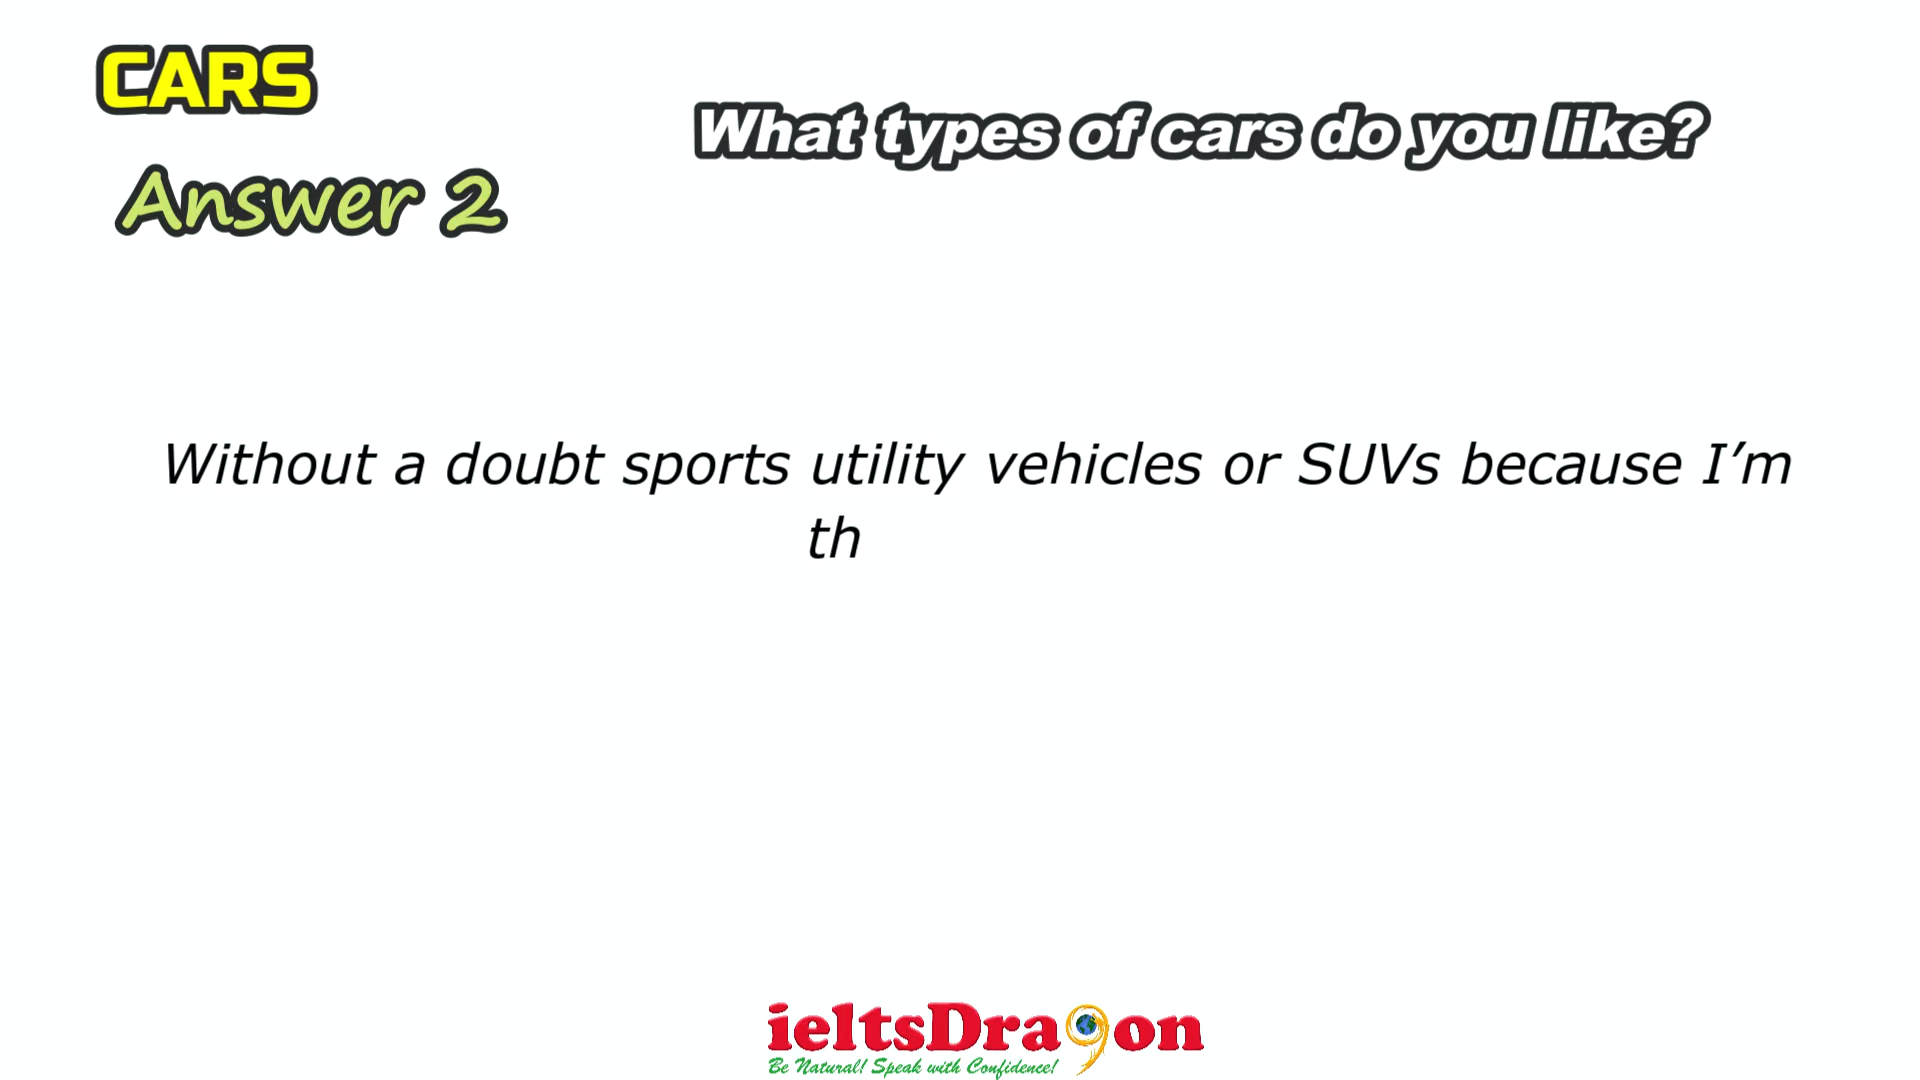 CARS
What types of cars do you like?
Answer 2
Without a doubt sports utility vehicles or SUVs because I’m
th
ieltsDra9on
Be Natural! Speak with Confidence!